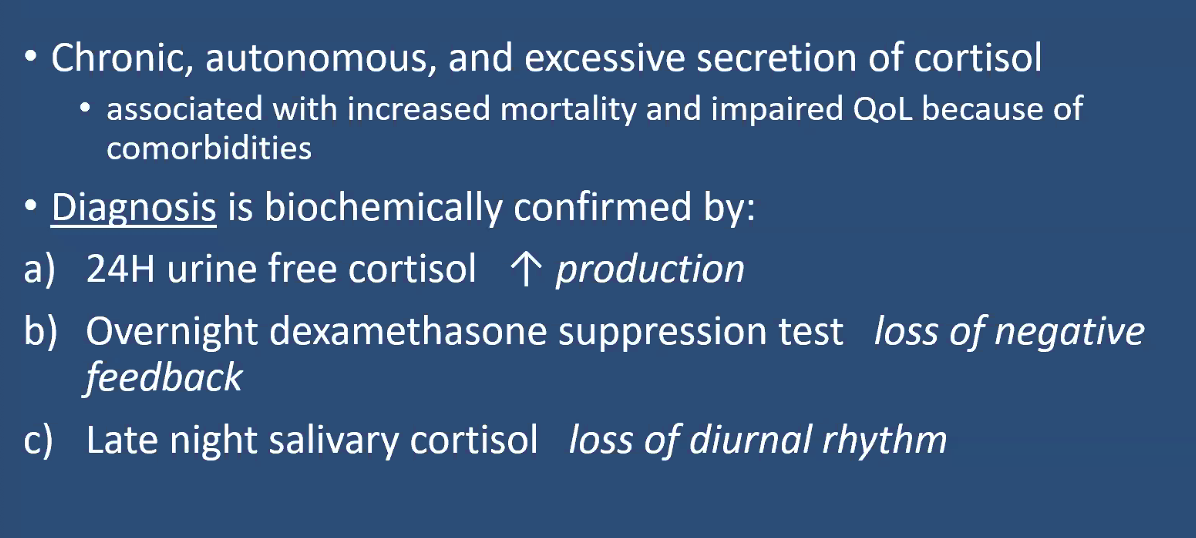 • Chronic, autonomous, and excessive secretion of cortisol
• associated with increased mortality and impaired QoL because of
comorbidities
• Diagnosis is biochemically confirmed by:
a) 24H urine free cortisol ↑ production
b) Overnight dexamethasone suppression test loss of negative
feedback
c) Late night salivary cortisol loss of diurnal rhythm